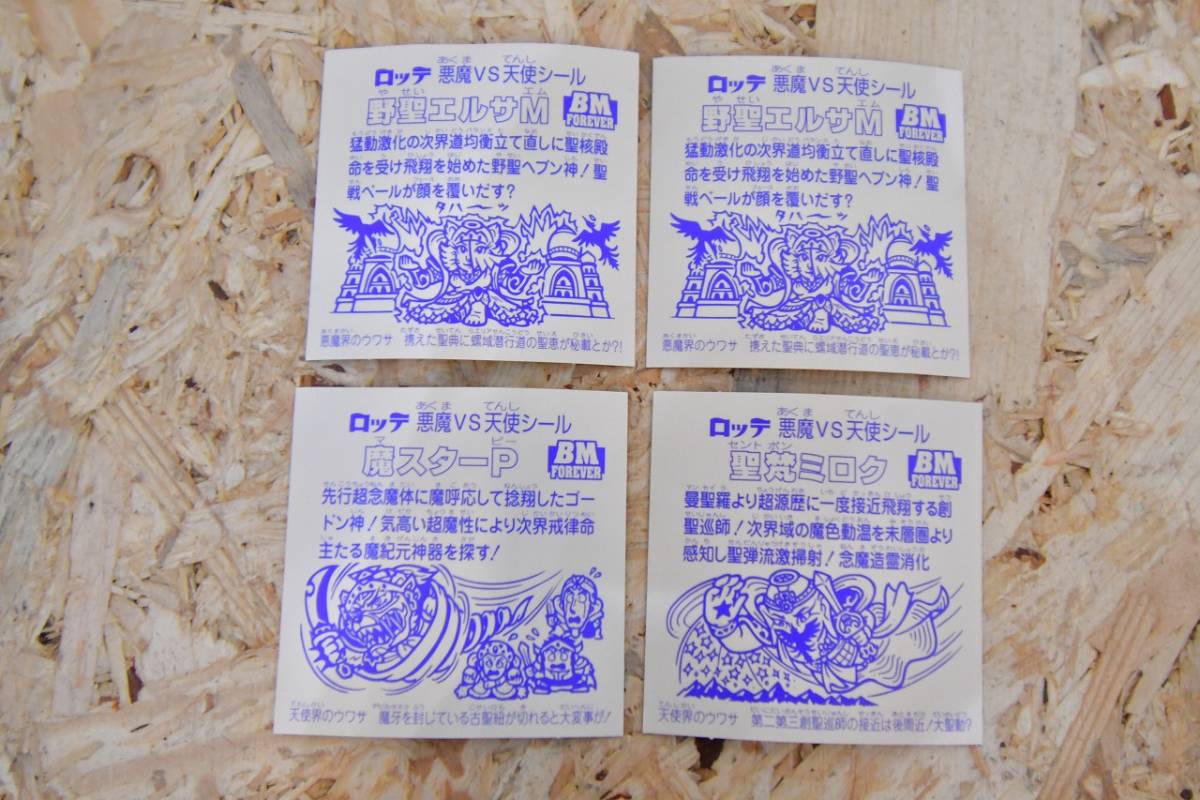 ロッテ 悪魔VS天使シール
野聖エルサM
BM FOREVER
猛動激化の次界道均衡立て直しに聖核殿
命を受け飛翔を始めた野聖ヘブン神!聖
戦ベールが顔を覆いだす?
タハーッ
悪魔界のウワサ 携えた聖典に螺域潜行道の聖恵が秘載とか?!
ロッテ 悪魔VS天使シール
野聖エルサM
BM FOREVER
猛動激化の次界道均衡立て直しに聖核殿
命を受け飛翔を始めた野聖ヘブン神!聖
戦ベールが顔を覆いだす?
タハーッ
悪魔界のウワサ 携えた聖典に螺域潜行道の聖恵が秘載とか?!
ロッテ 悪魔VS天使シール
魔スターP
BM FOREVER
先行超念魔体に魔呼応して捻翔したゴー
ドン神!気高い超魔性により次界戒律命
主たる魔紀元神器を探す!
天使界のウワサ 魔牙を封じている古聖紐が切れると大変事が!
ロッテ 悪魔VS天使シール
聖梵ミロク
BM FOREVER
曼聖羅より超源歴に一度接近飛翔する創
聖巡師!次界域の魔色動温を末層圏より
感知し聖弾流激掃射!念魔造霊消化
天使界のウワサ 第二第三創聖巡師の接近は後間近!大聖動?